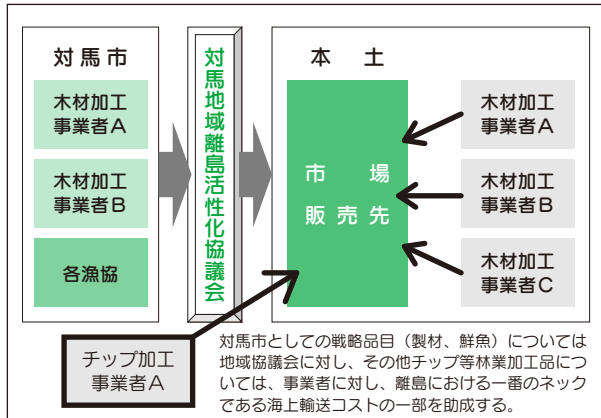 対馬市
木材加工
事業者A
木材加工
事業者B
各漁協
対馬地域離島活性化協議会
本土
市場
販売先
木材加工
事業者A
木材加工
事業者B
木材加工
事業者C
チップ加工
事業者A
対馬市としての戦略品目（製材、鮮魚）については
地域協議会に対し、その他チップ等林業加工品につ
いては、事業者に対し、離島における一番のネック
である海上輸送コストの一部を助成する。